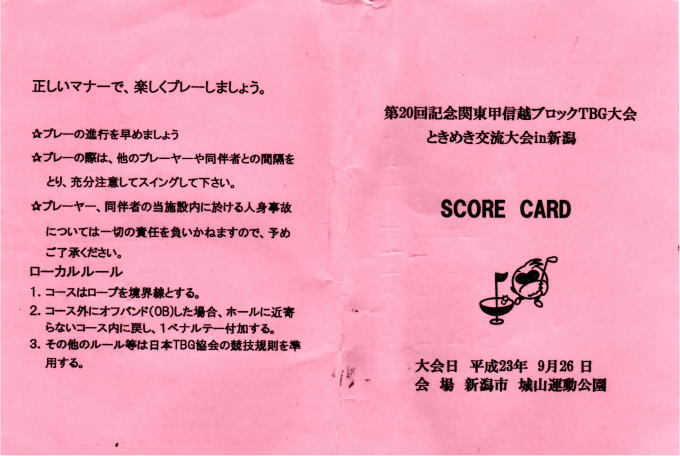 正しいマナーで、楽しくプレーしましょう。
☆プレーの進行を早めましょう
☆プレーの際は、他のプレーヤーや同伴者との間隔を
とり、充分注意してスイングして下さい。
☆プレーヤー、同伴者の当施設内に於ける人身事故
については一切の責任を負いかねますので、予め
ご了承ください。
ローカルルール
1. コースはロープを境界線とする。
2. コース外にオフバンド(OB)した場合、ホールに近寄
らないコース内に戻し、1ペナルテー付加する。
3. その他のルール等は日本TBG協会の競技規則を準
用する。
第20回記念関東甲信越ブロックTBG大会
ときめき交流大会in新潟
SCORE CARD
大会日 平成23年 9月26日
会 場 新潟市 城山運動公園